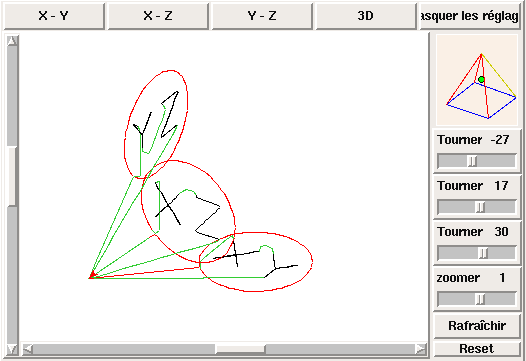 X - Y
X - Z
Y - Z
3D
asquer les réglag
Tourner -27
Tourner 17
Tourner 30
zoomer 1
Rafraîchir
Reset
Y Z
X Z
X Y